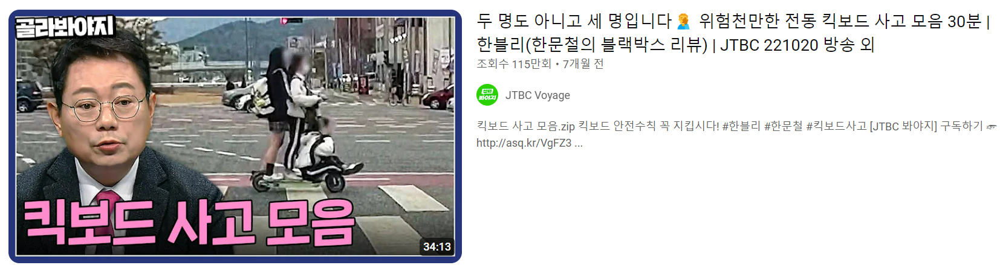 골라봐야지
킥보드 사고 모음
34:13
두 명도 아니고 세 명입니다🤦 위험천만한 전동 킥보드 사고 모음 30분 |
한블리(한문철의 블랙박스 리뷰) | JTBC 221020 방송 외
조회수 115만회 • 7개월 전
봐야지
JTBC Voyage
킥보드 사고 모음.zip 킥보드 안전수칙 꼭 지킵시다! #한블리 #한문철 #킥보드사고 [JTBC 봐야지] 구독하기 ☞
http://asq.kr/VgFZ3 ...